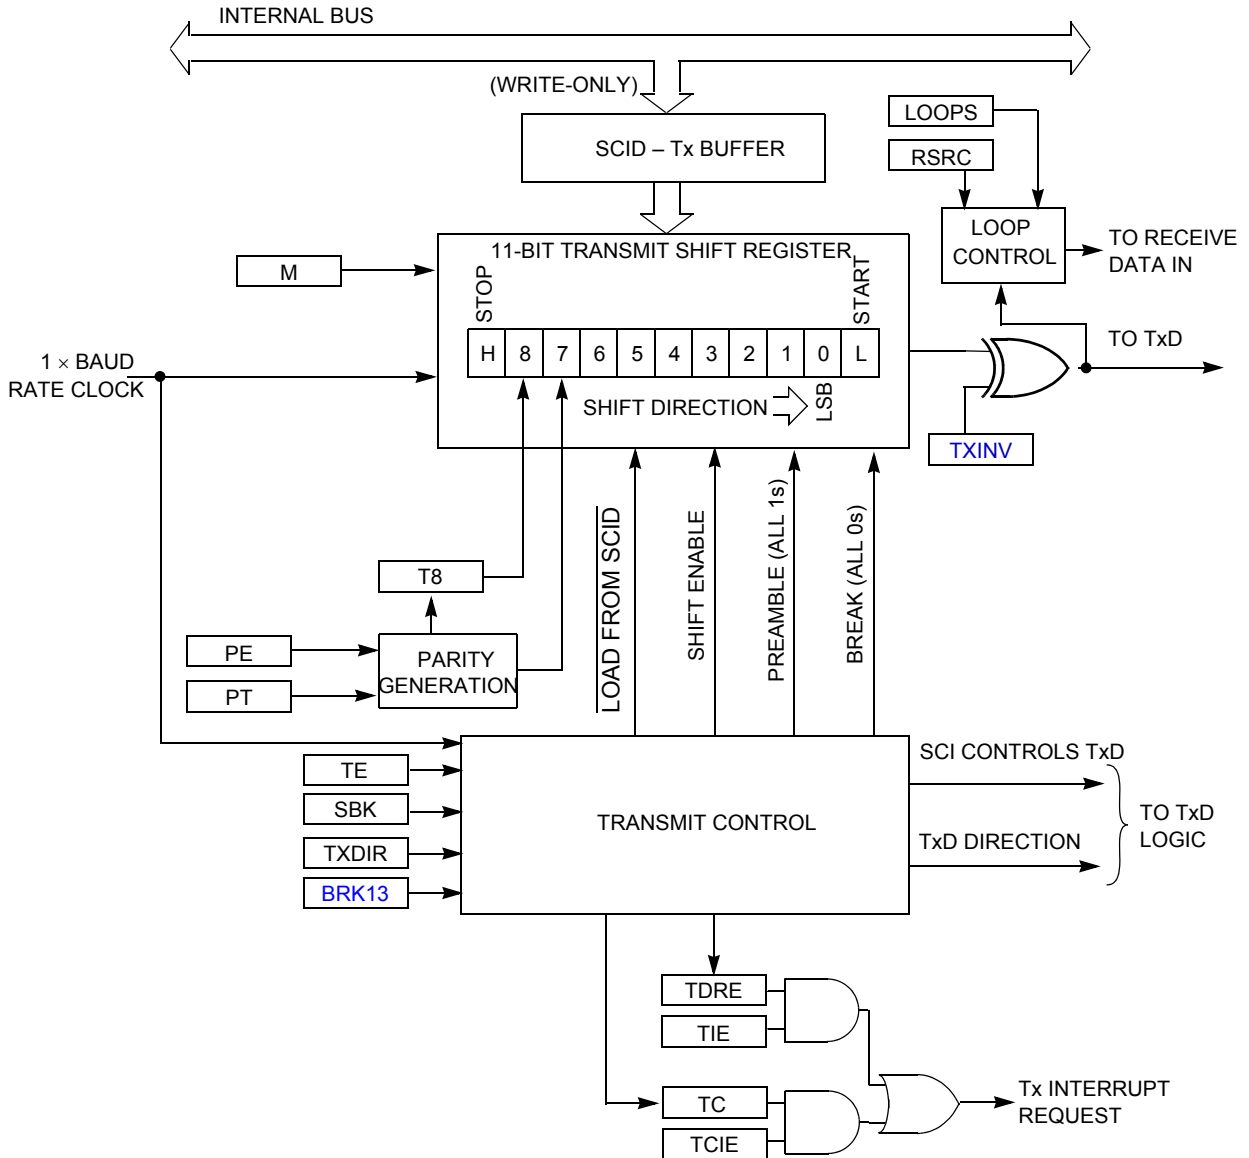 INTERNAL BUS
(WRITE-ONLY)
LOOPS
RSRC
SCID – Tx BUFFER
LOOP
CONTROL
TO RECEIVE
DATA IN
11-BIT TRANSMIT SHIFT REGISTER
M
STOP
START
H 8 7 6 5 4 3 2 1 0 L
1 × BAUD
RATE CLOCK
TO TxD
SHIFT DIRECTION
LSB
TXINV
LOAD FROM SCID
SHIFT ENABLE
PREAMBLE (ALL 1s)
BREAK (ALL 0s)
T8
PE
PT
PARITY
GENERATION
TE
SBK
TXDIR
BRK13
TRANSMIT CONTROL
SCI CONTROLS TxD
TxD DIRECTION
TO TxD
LOGIC
TDRE
TIE
TC
TCIE
Tx INTERRUPT
REQUEST